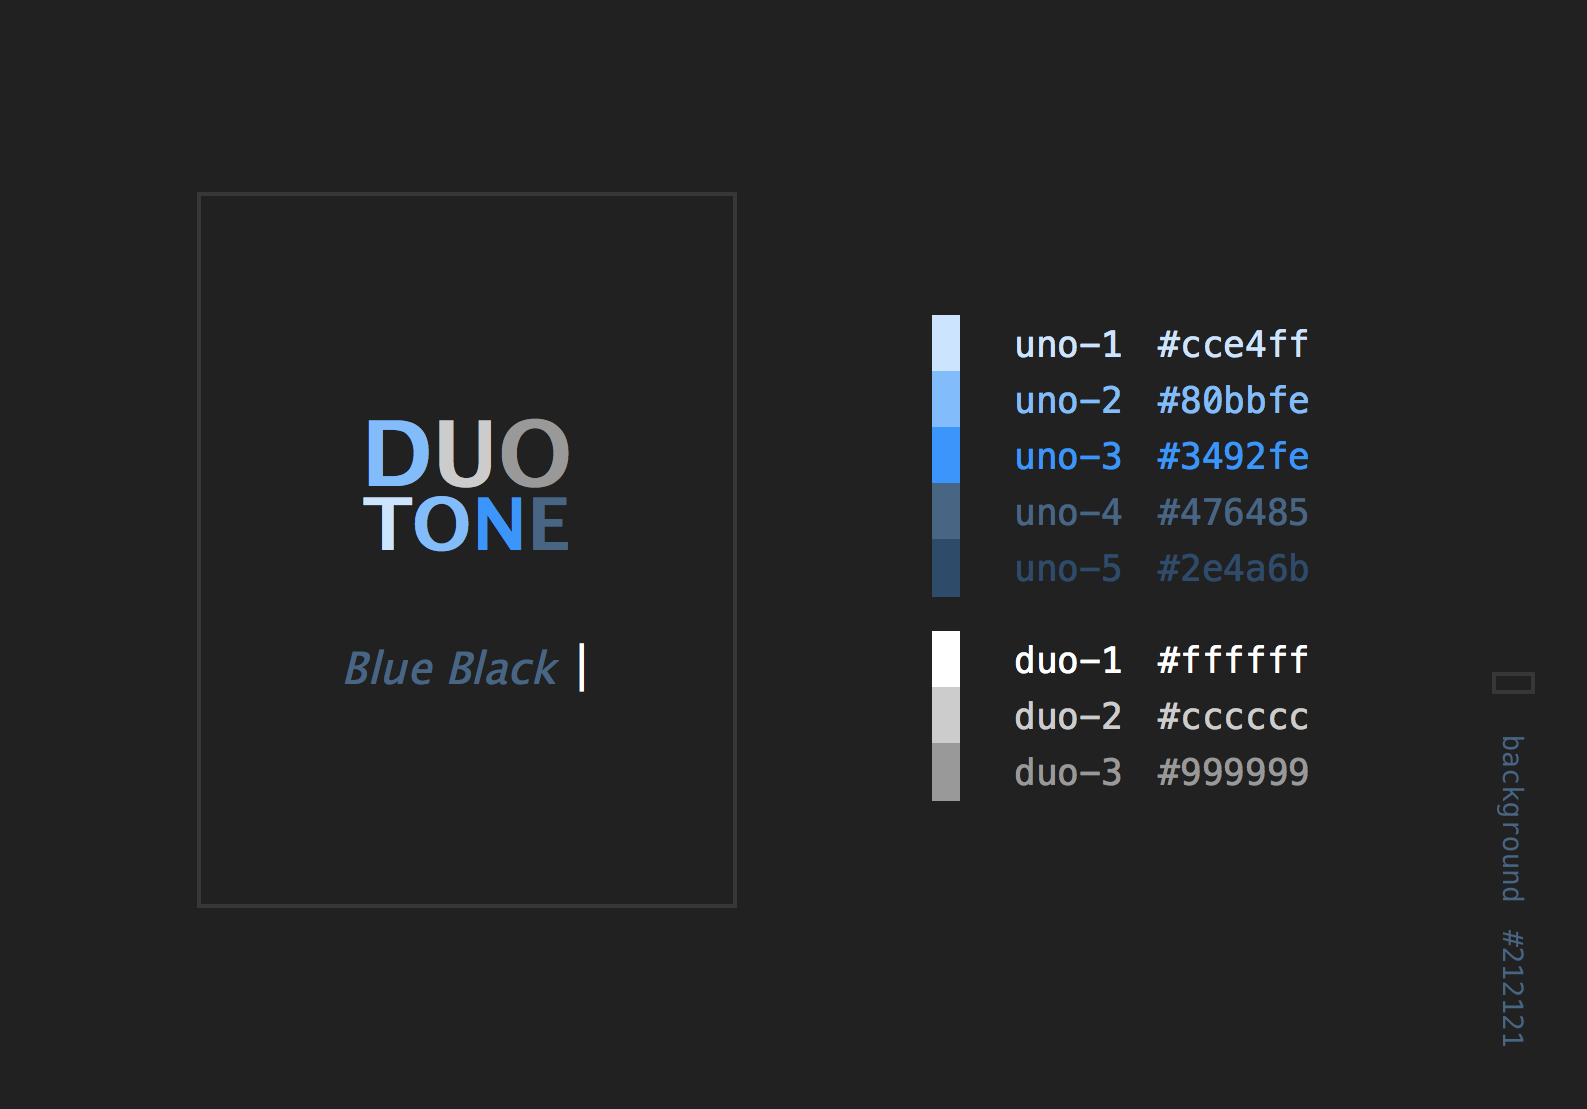 DUO
TONE
Blue Black
uno-1 #cce4ff
uno-2 #80bbfe
uno-3 #3492fe
uno-4 #476485
uno-5 #2e4a6b
duo-1 #ffffff
duo-2 #cccccc
duo-3 #999999
background #212121